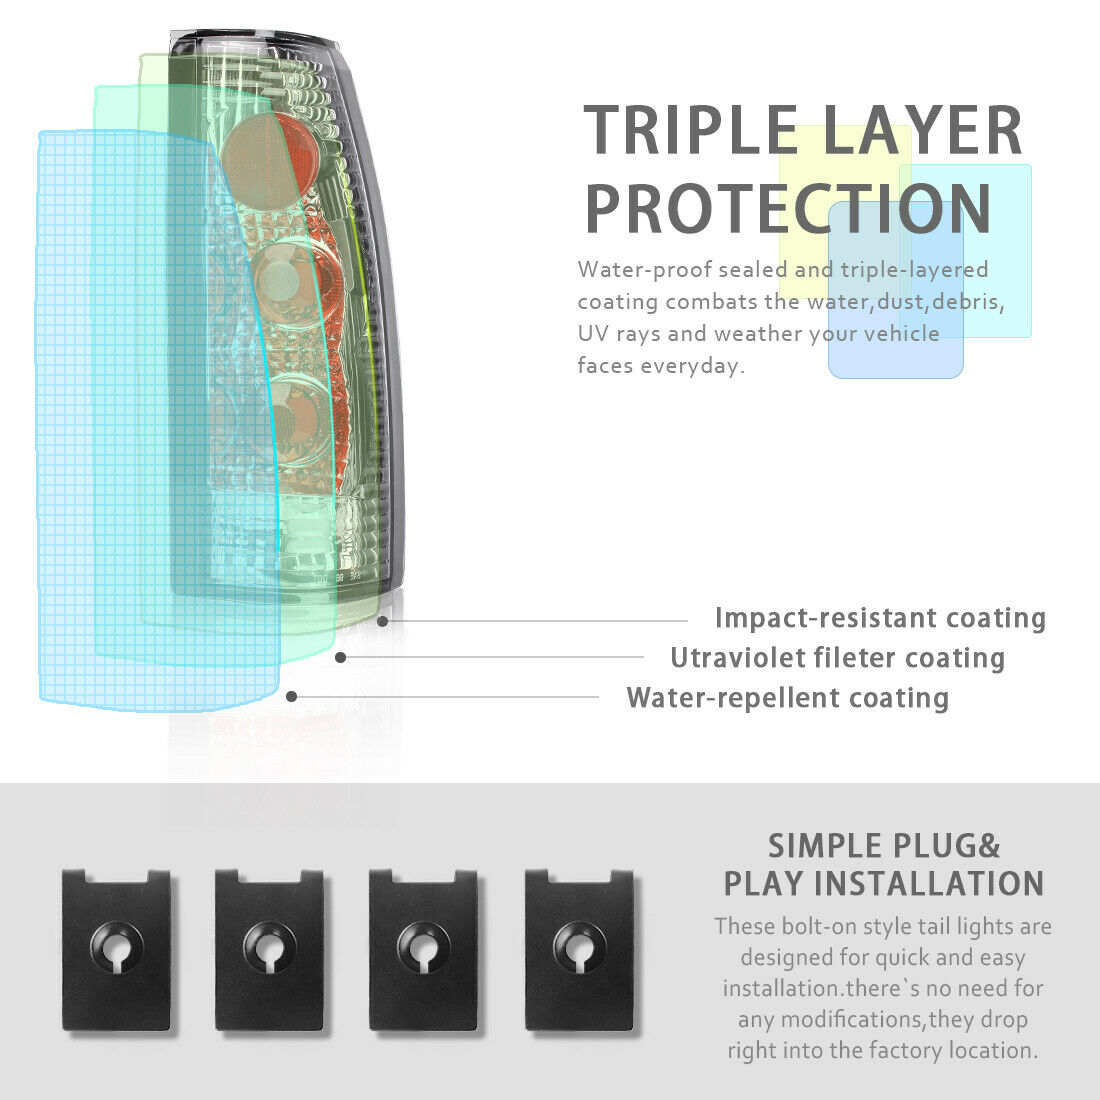 TRIPLE LAYER
PROTECTION
Water-proof sealed and triple-layered
coating combats the water,dust,debris,
UV rays and weather your vehicle
faces everyday.
Impact-resistant coating
Utraviolet fileter coating
Water-repellent coating
SIMPLE PLUG&
PLAY INSTALLATION
These bolt-on style tail lights are
designed for quick and easy
installation.there`s no need for
any modifications,they drop
right into the factory location.